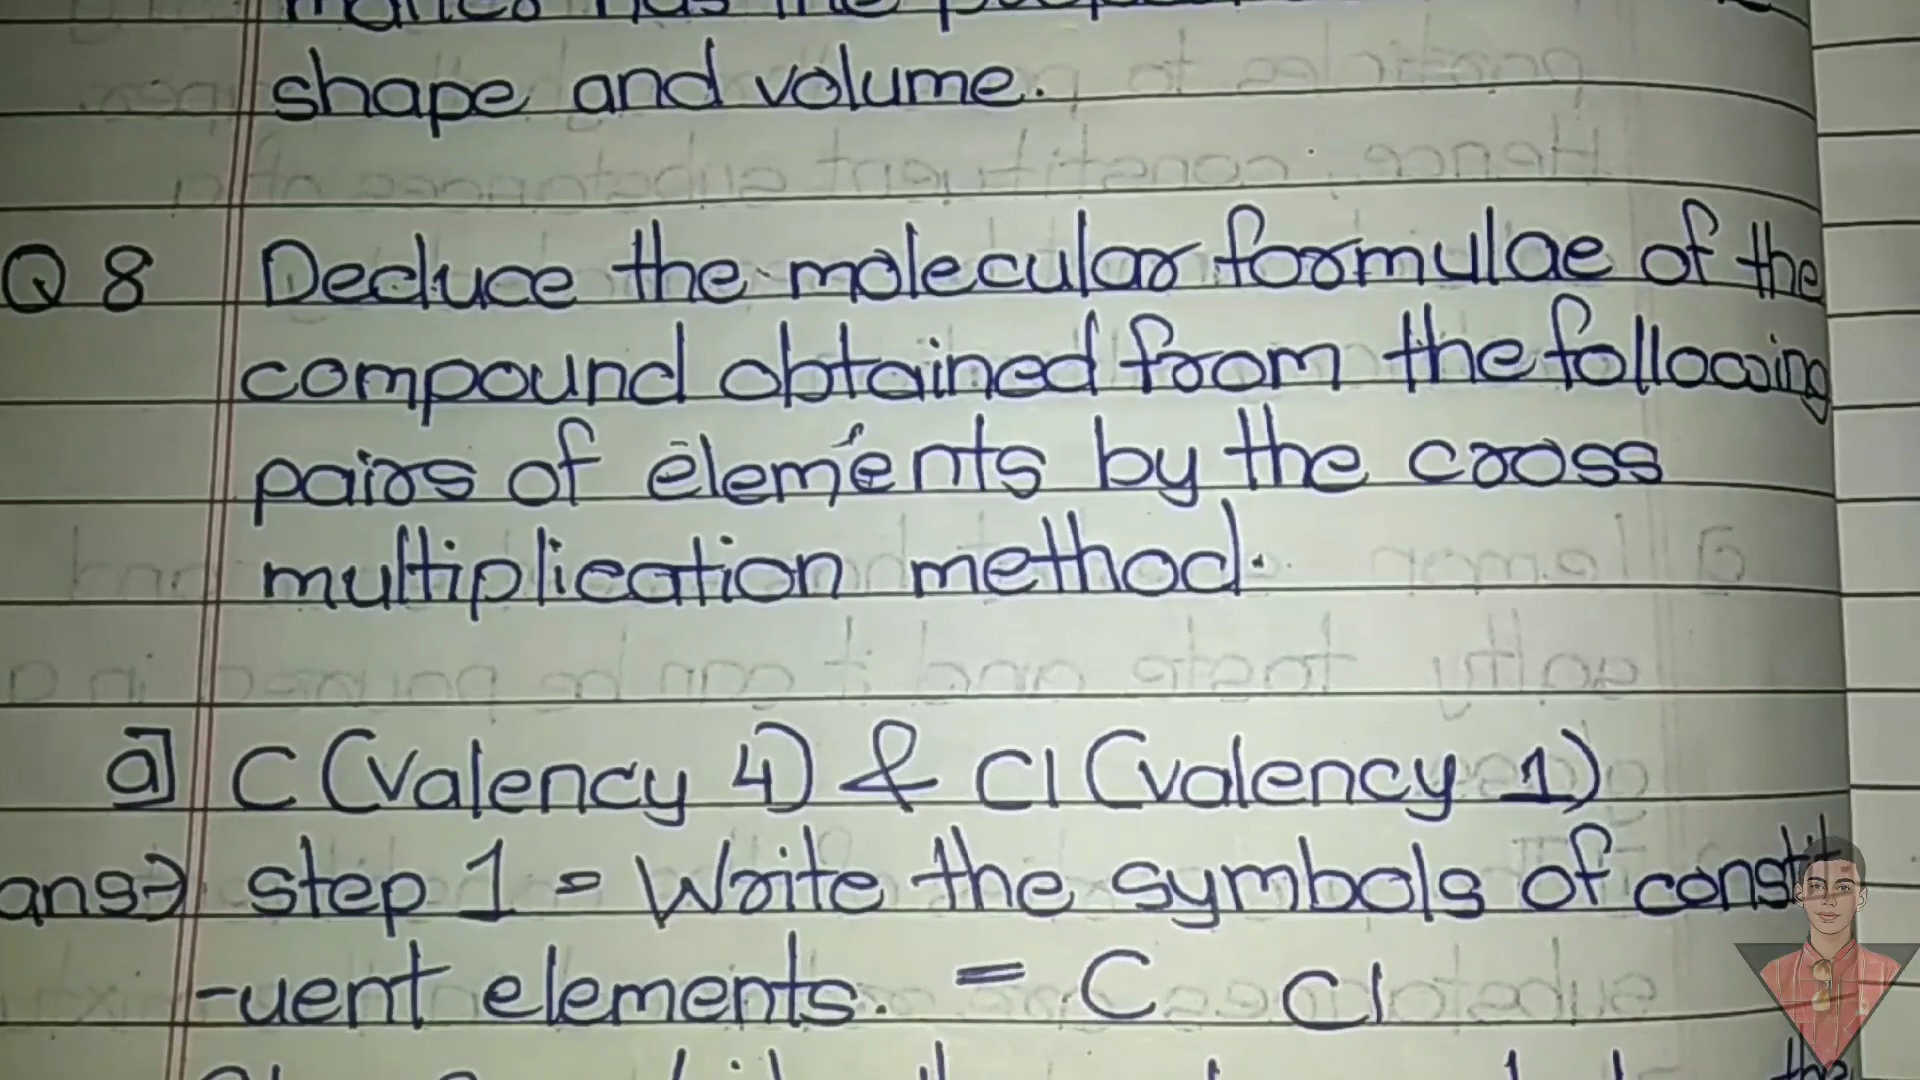 shape and volume.
Q 8 Deduce the molecular formulae of the
compound obtained from the following
pairs of elements by the cross
multiplication method.
a] C (Valency 4) & Cl (valency 1)
ans→ step 1 = Write the symbols of constit
-uent elements. = C Cl